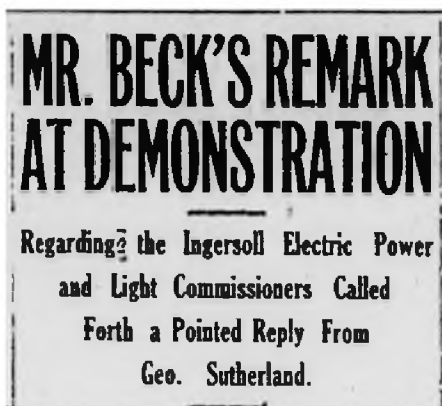 MR. BECK'S REMARK
AT DEMONSTRATION
Regarding the Ingersoll Electric Power
and Light Commissioners Called
Forth a Pointed Reply From
Geo. Sutherland.